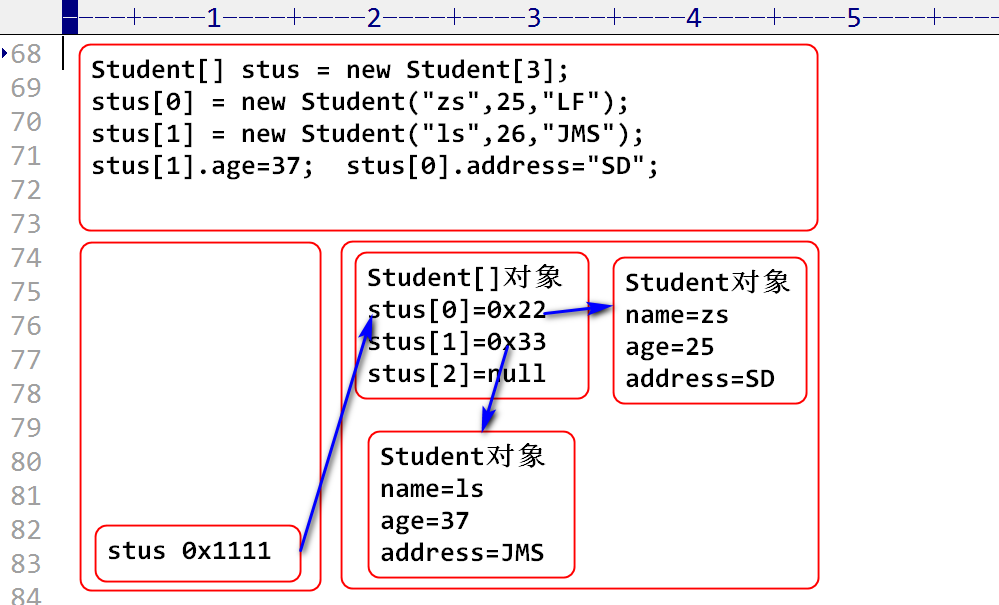 1 2 3 4 5
68
69
70
71
72
73
74
75
76
77
78
79
80
81
82
83
84
Student[] stus = new Student[3];
stus[0] = new Student("zs",25,"LF");
stus[1] = new Student("ls",26,"JMS");
stus[1].age=37;  stus[0].address="SD";
Student[]对象
stus[0]=0x22
stus[1]=0x33
stus[2]=null
Student对象
name=zs
age=25
address=SD
Student对象
name=ls
age=37
address=JMS
stus 0x1111